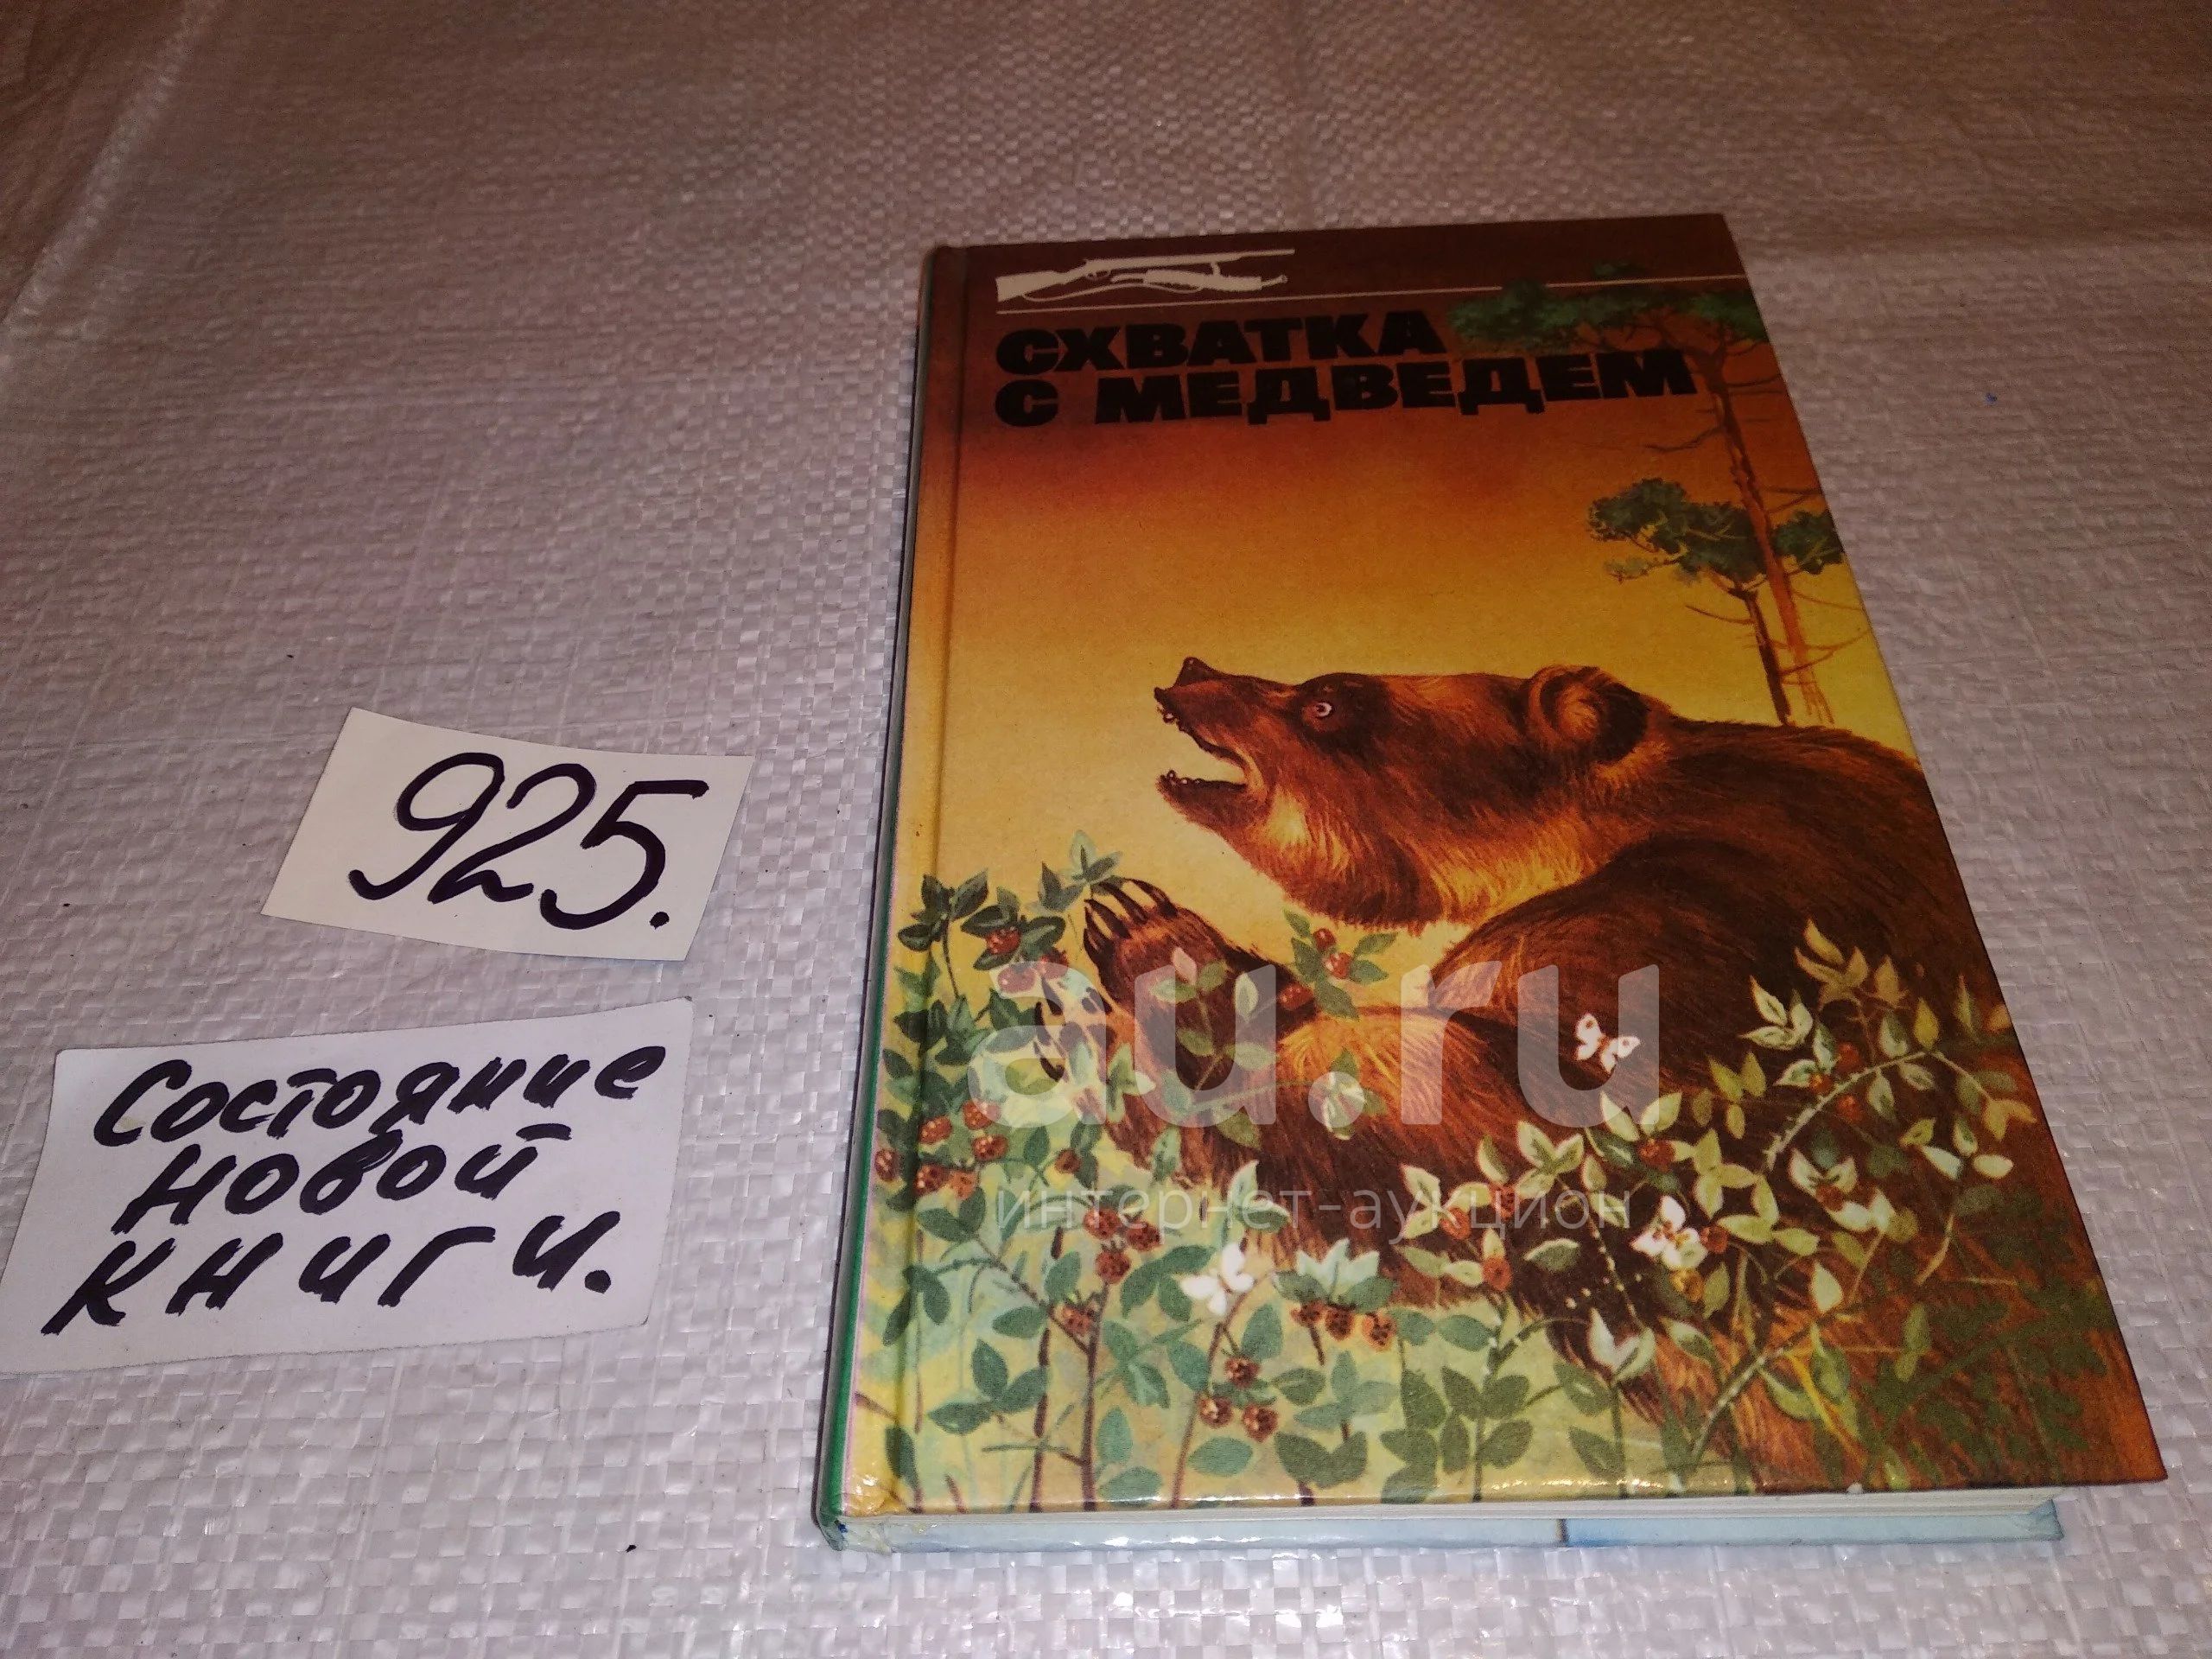 СХВАТКА
С МЕДВЕДЕМ
925.
Состояние
новой
книги.
au.ru
интернет-аукцион